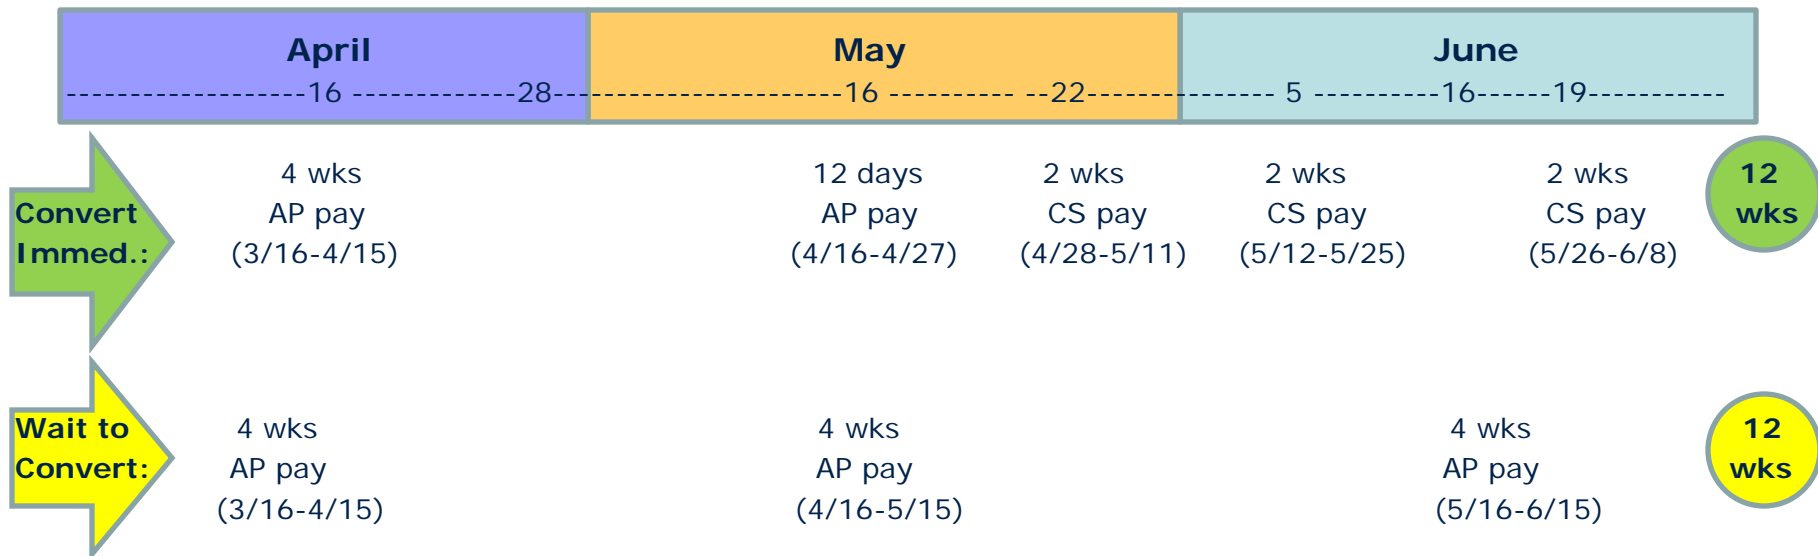 April May June
------------------16 ------------28------------------------16 ---------- --22-------------- 5 ----------16------19-----------
4 wks 12 days 2 wks 2 wks 2 wks 12
Convert AP pay AP pay CS pay CS pay CS pay wks
Immed.: (3/16-4/15) (4/16-4/27) (4/28-5/11) (5/12-5/25) (5/26-6/8)
Wait to 4 wks 4 wks 4 wks 12
Convert: AP pay AP pay AP pay wks
(3/16-4/15) (4/16-5/15) (5/16-6/15)